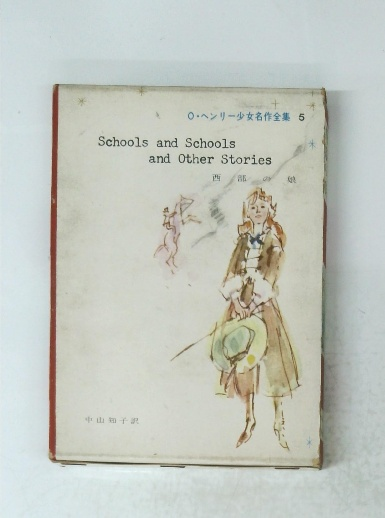 O・ヘンリー少女名作全集 5
Schools and Schools
and Other Stories
西部の娘
中山知子訳